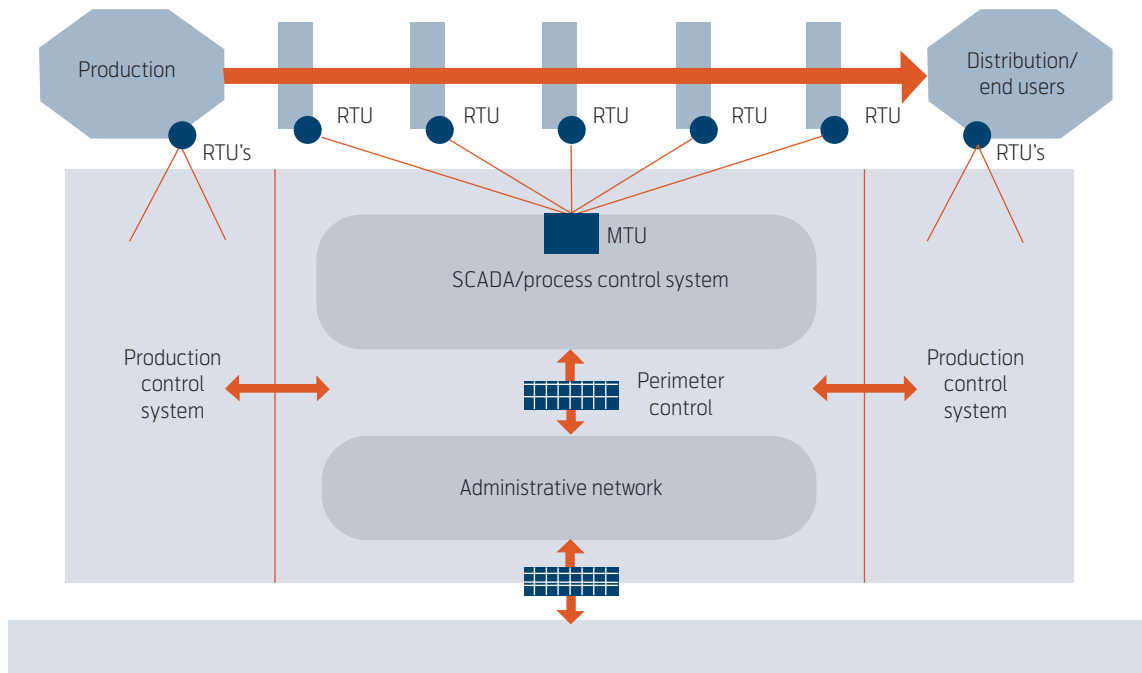 Production
Distribution/
end users
RTU
RTU
RTU
RTU
RTU
RTU's
RTU's
MTU
SCADA/process control system
Production
control
system
Perimeter
control
Production
control
system
Administrative network